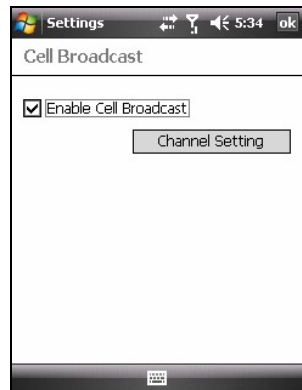 Settings 5:34 ok
Cell Broadcast
Enable Cell Broadcast
Channel Setting